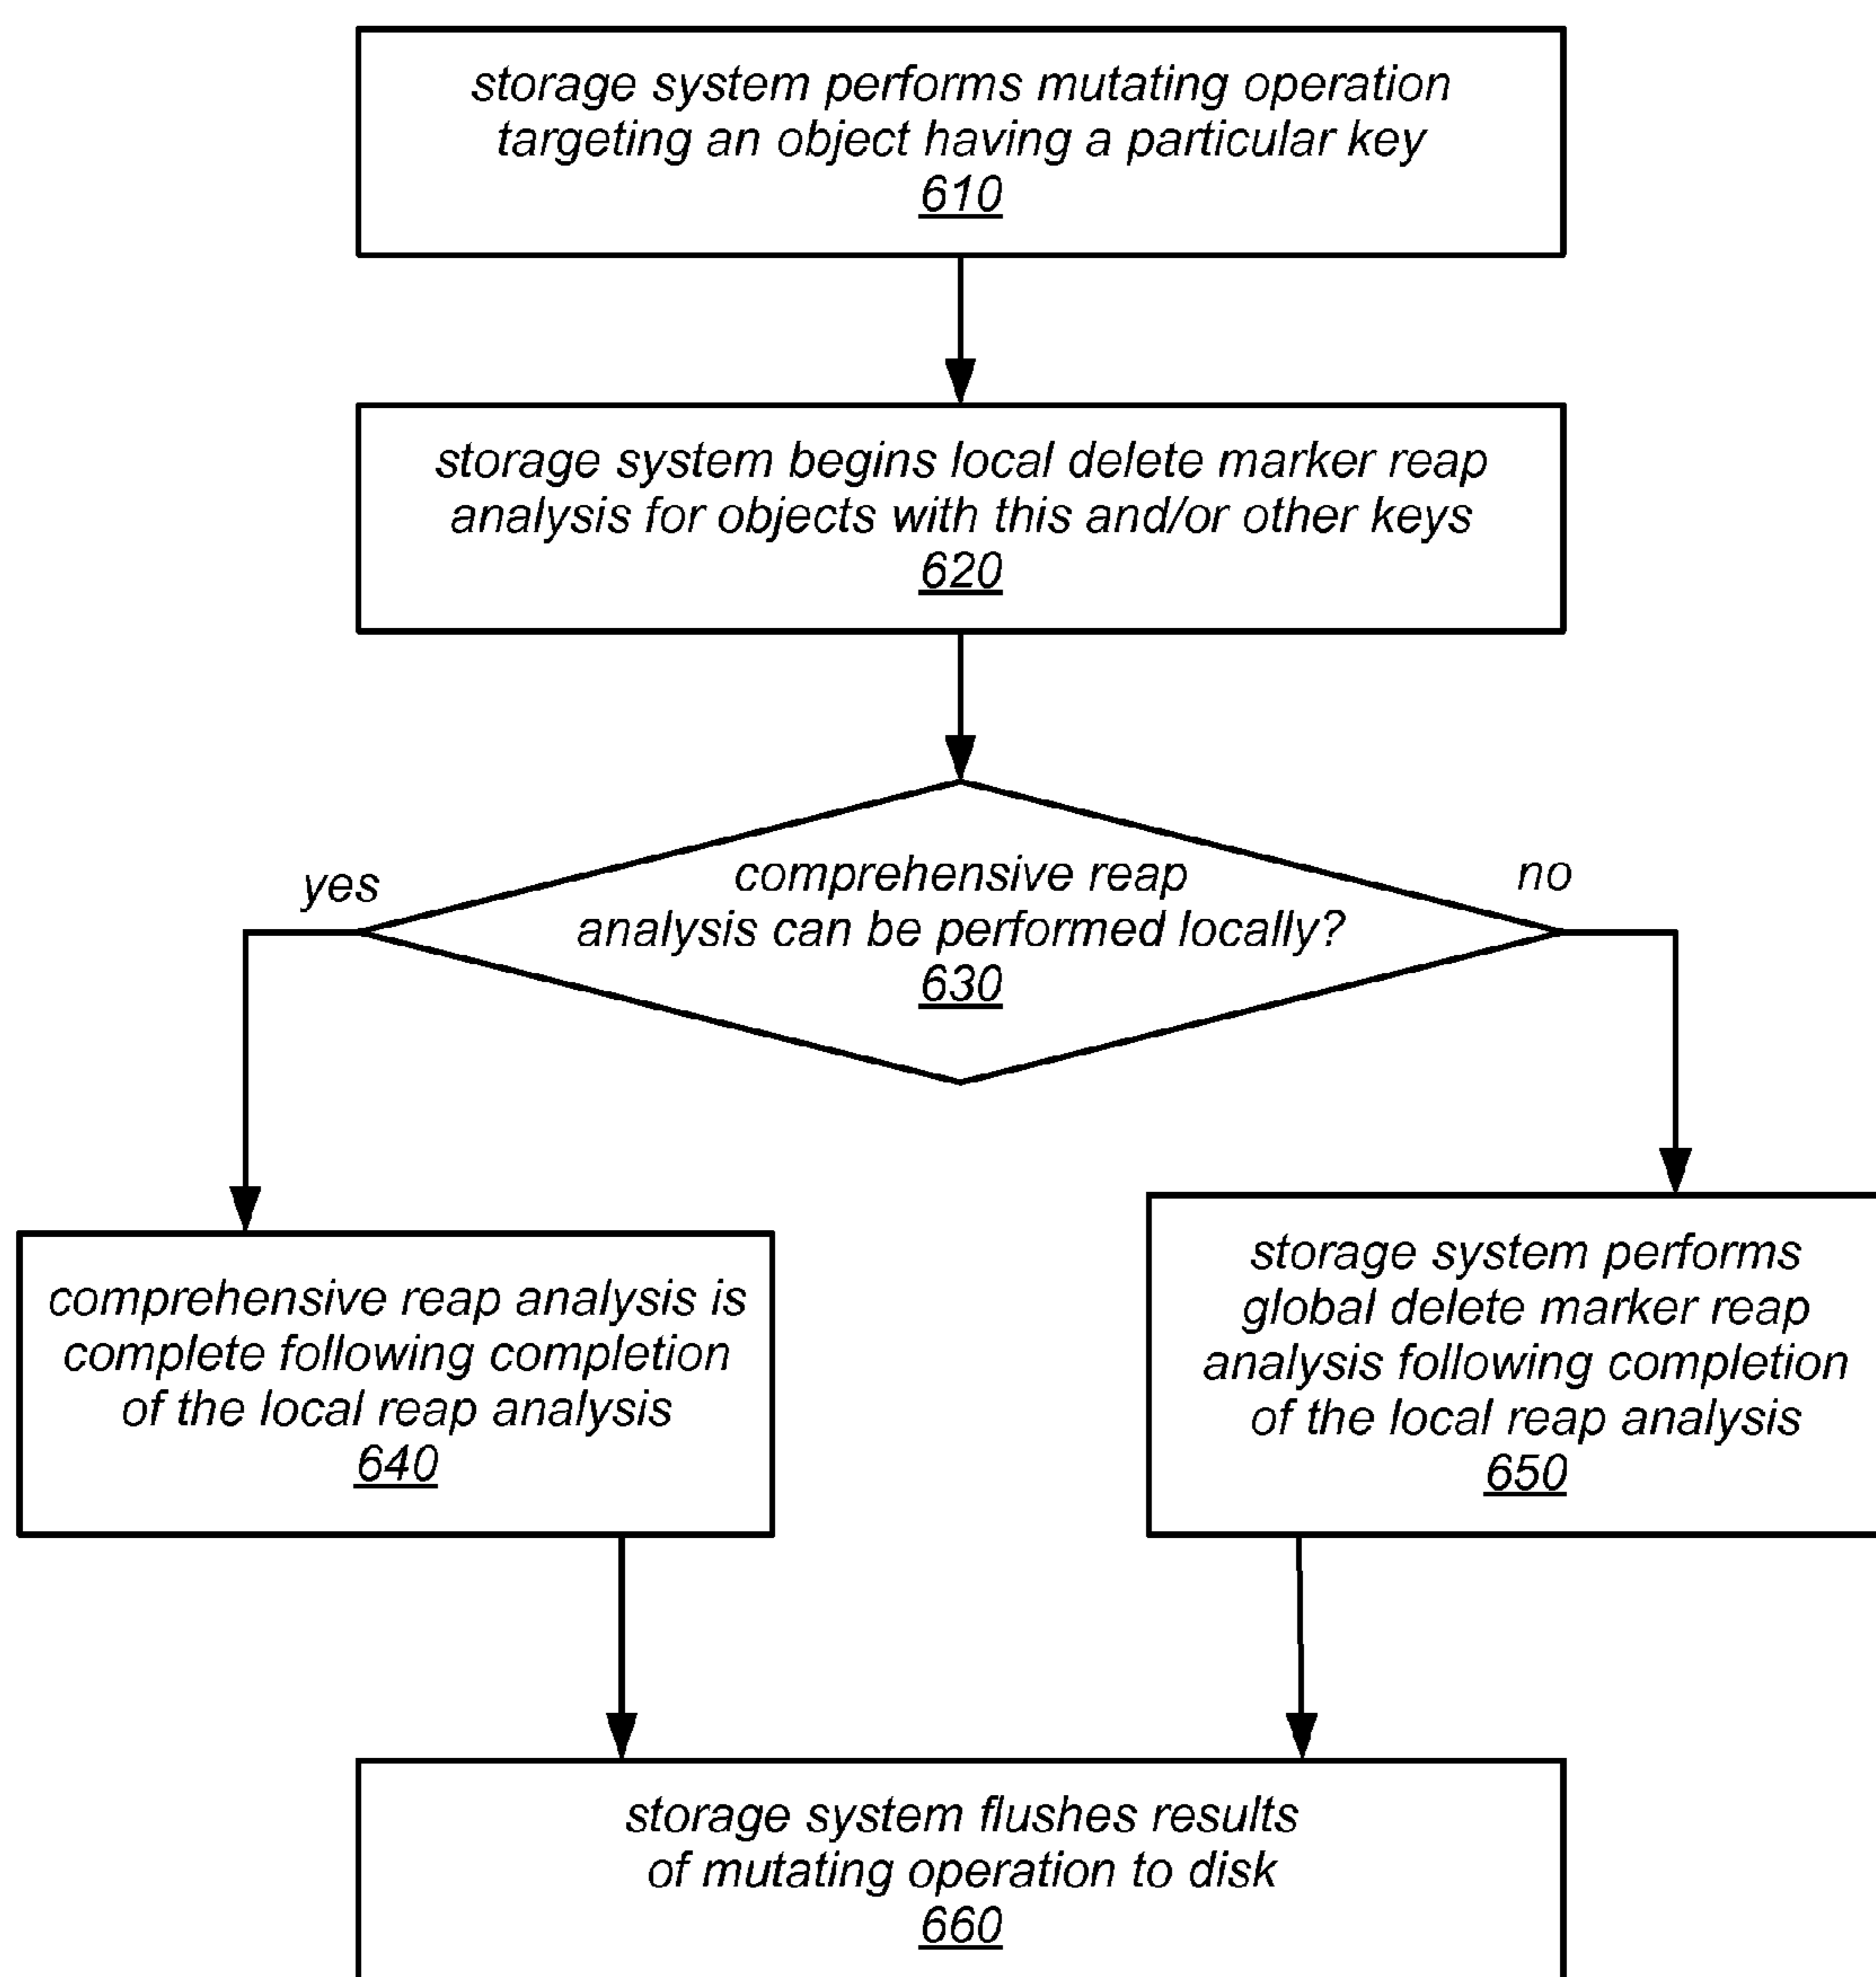 storage system performs mutating operation
targeting an object having a particular key
610
storage system begins local delete marker reap
analysis for objects with this and/or other keys
620
comprehensive reap
analysis can be performed locally?
630
yes
no
comprehensive reap analysis is
complete following completion
of the local reap analysis
640
storage system performs
global delete marker reap
analysis following completion
of the local reap analysis
650
storage system flushes results
of mutating operation to disk
660